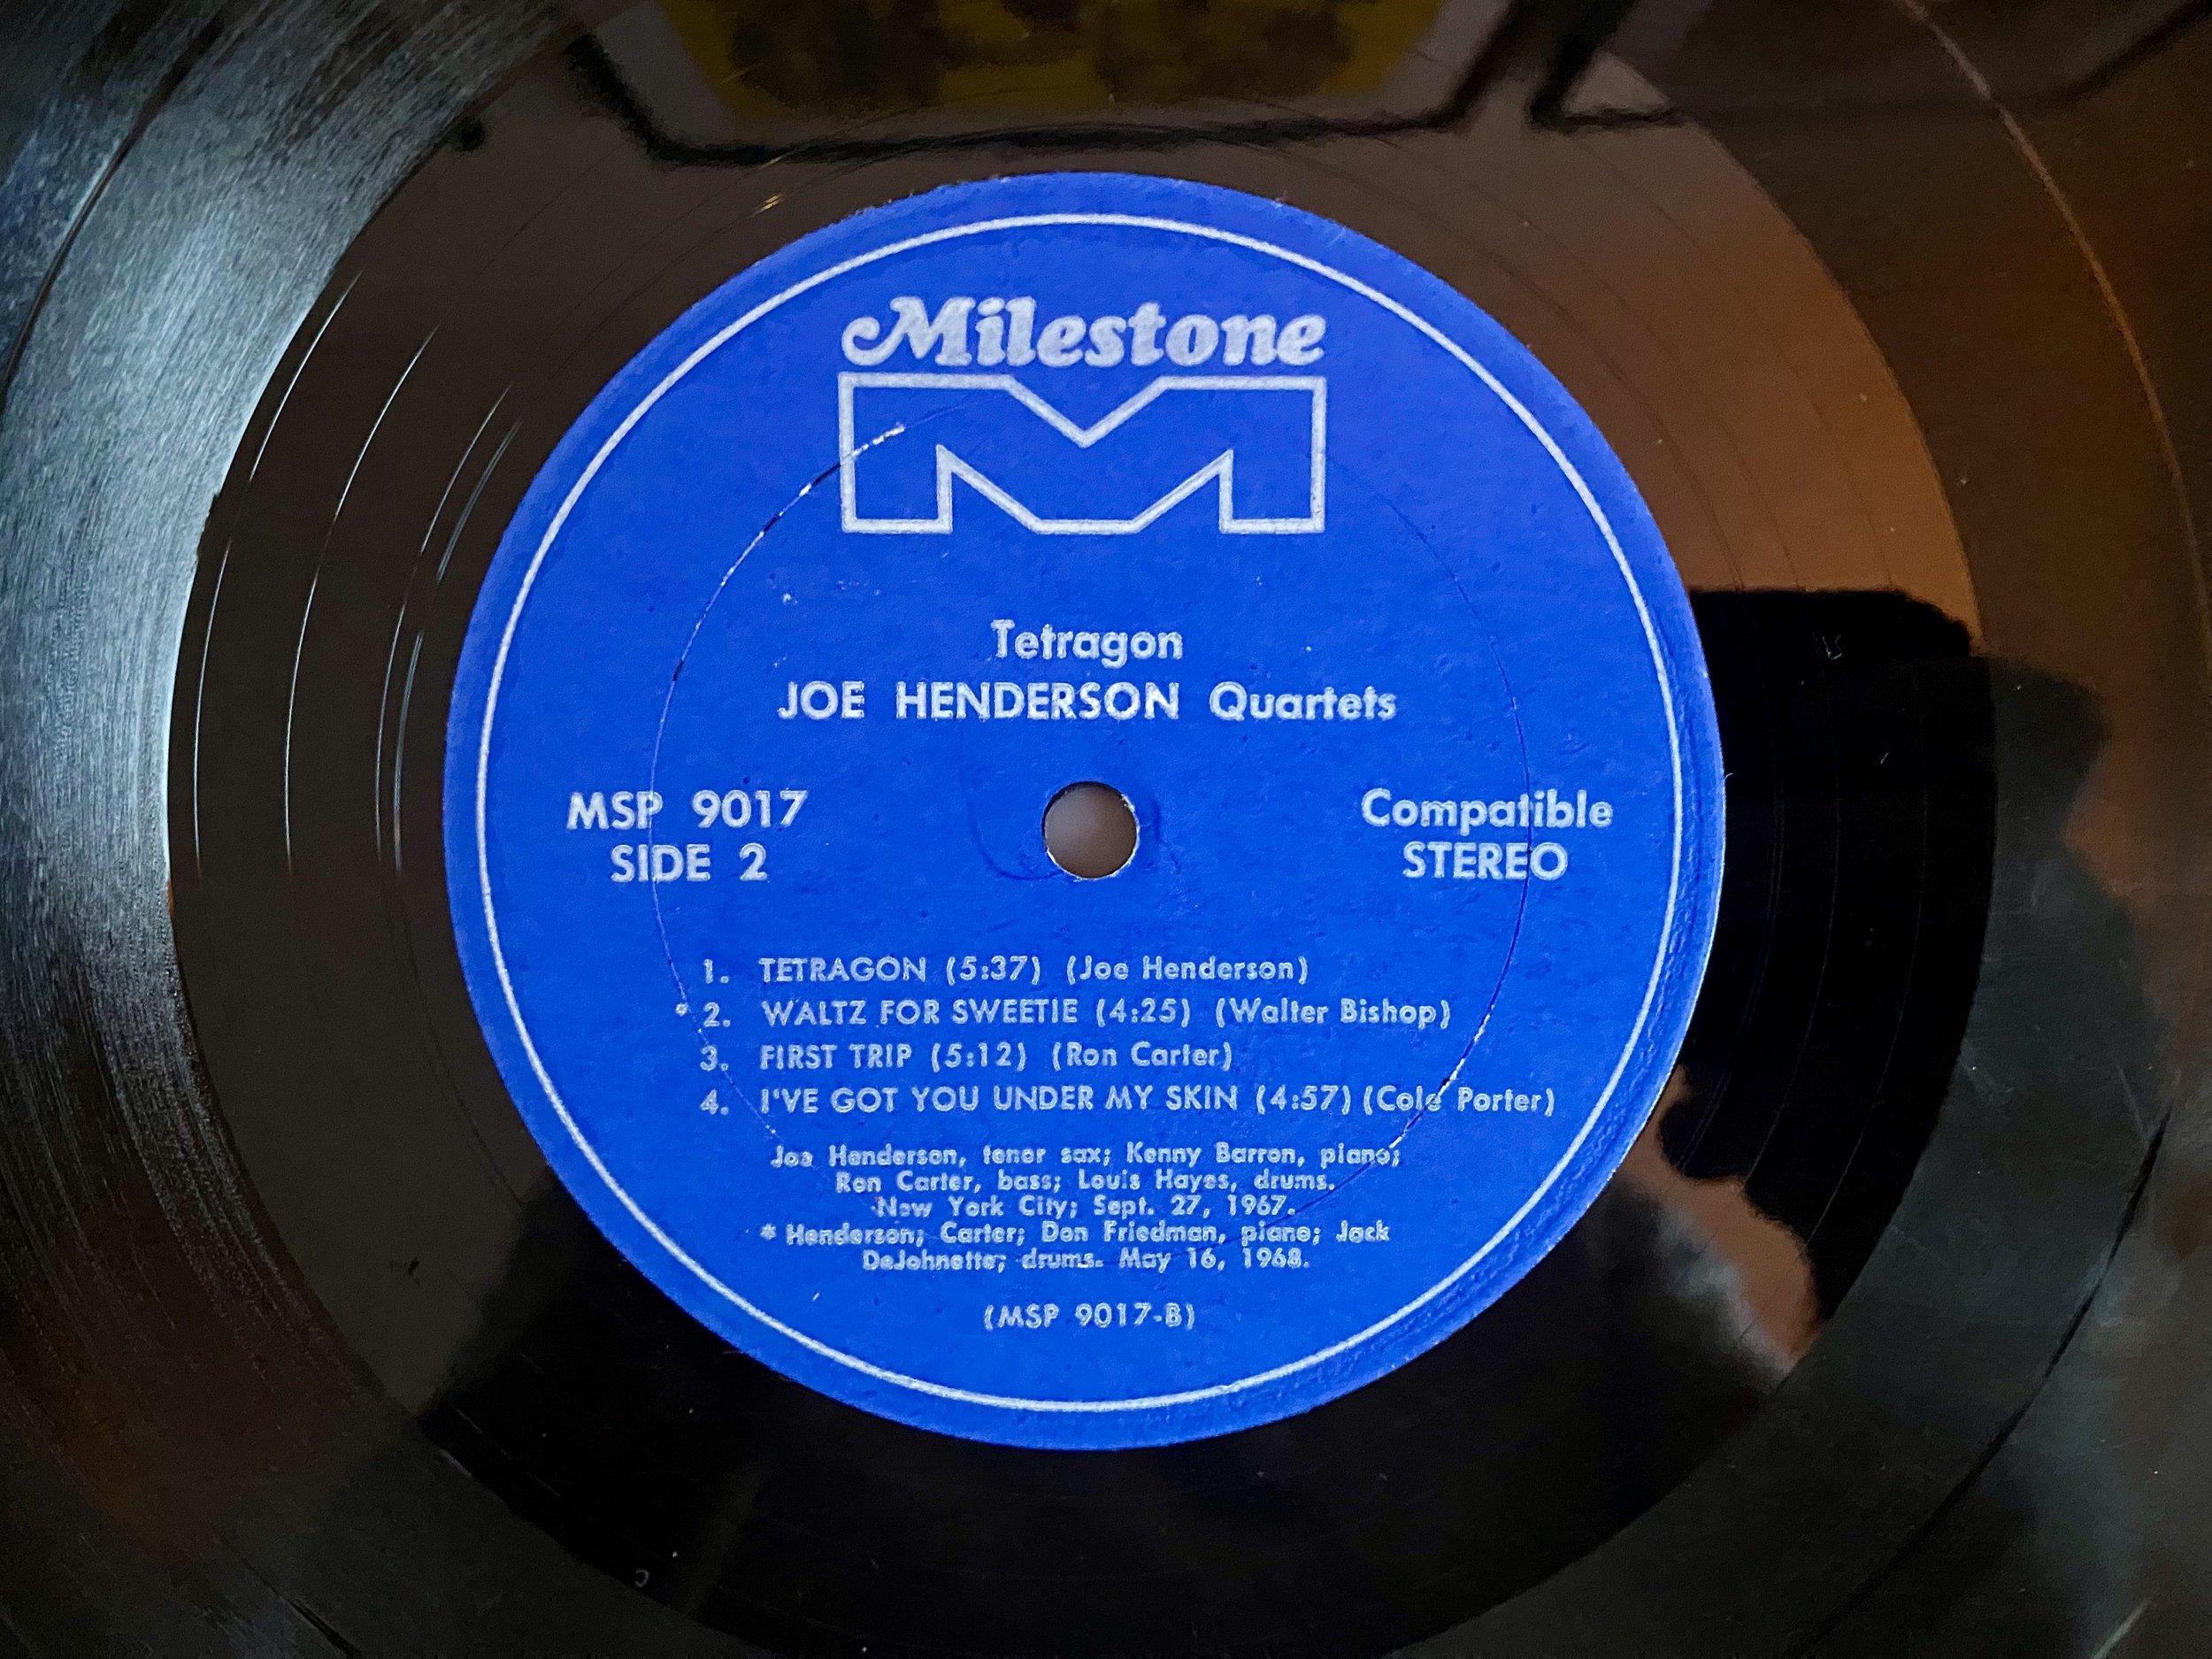 Milestone
Tetragon
JOE HENDERSON Quartets
MSP 9017
SIDE 2
Compatible
STEREO
1. TETRAGON (5:37) (Joe Henderson)
* 2. WALTZ FOR SWEETIE (4:25) (Walter Bishop)
3. FIRST TRIP (5:12) (Ron Carter)
4. I'VE GOT YOU UNDER MY SKIN (4:57) (Cole Porter)
Joe Henderson, tenor sax; Kenny Barron, piano;
Ron Carter, bass; Louis Hayes, drums.
New York City; Sept. 27, 1967.
* Henderson; Carter; Don Friedman, piano; Jack
DeJohnette; drums. May 16, 1968.
(MSP 9017-B)